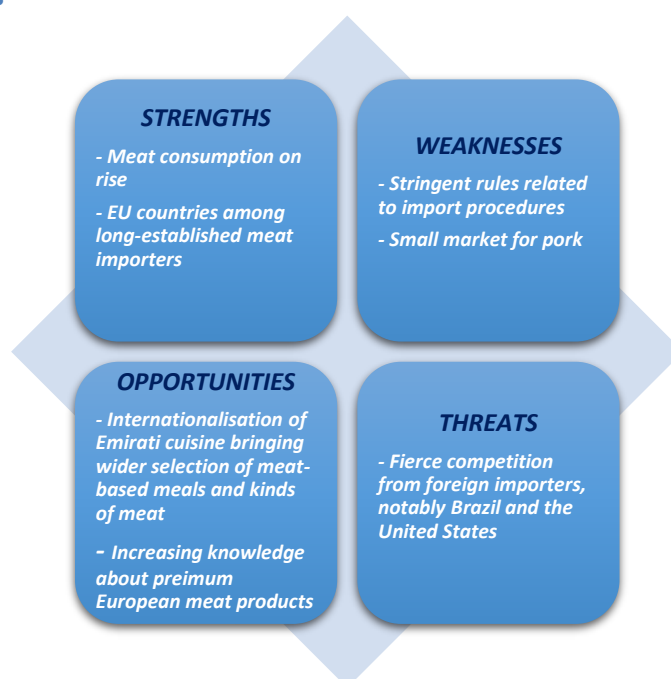 STRENGTHS
- Meat consumption on
rise
- EU countries among
long-established meat
importers
WEAKNESSES
- Stringent rules related
to import procedures
- Small market for pork
OPPORTUNITIES
- Internationalisation of
Emirati cuisine bringing
wider selection of meat-
based meals and kinds
of meat
- Increasing knowledge
about preimum
European meat products
THREATS
- Fierce competition
from foreign importers,
notably Brazil and the
United States